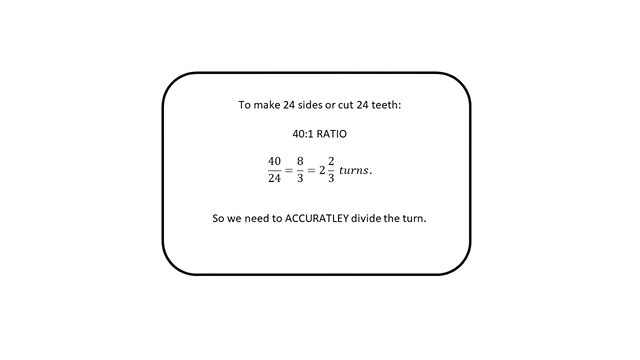 To make 24 sides or cut 24 teeth:
40:1 RATIO
40/24 = 8/3 = 2 2/3 turns.
So we need to ACCURATLEY divide the turn.